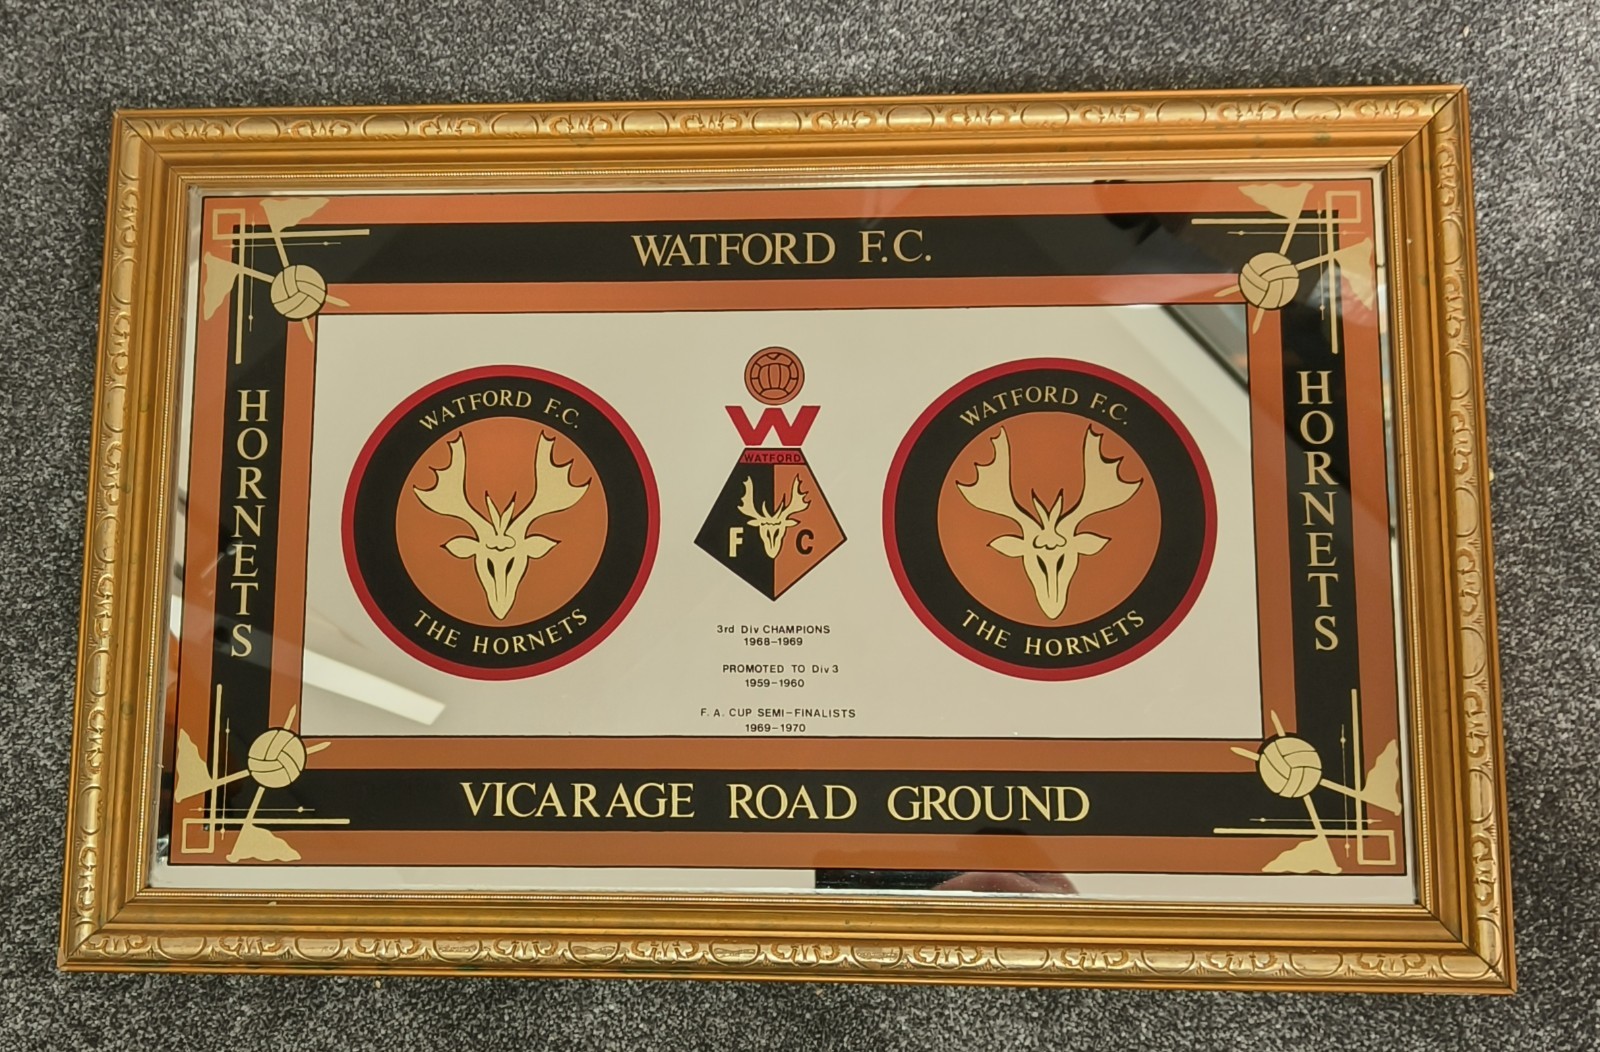 WATFORD F.C.
HORNETS
WATFORD F.C.
THE HORNETS
W
WATFORD
F C
3rd Div CHAMPIONS
1968-1969
PROMOTED TO Div 3
1959-1960
F. A. CUP SEMI-FINALISTS
1969-1970
WATFORD F.C.
THE HORNETS
HORNETS
VICARAGE ROAD GROUND